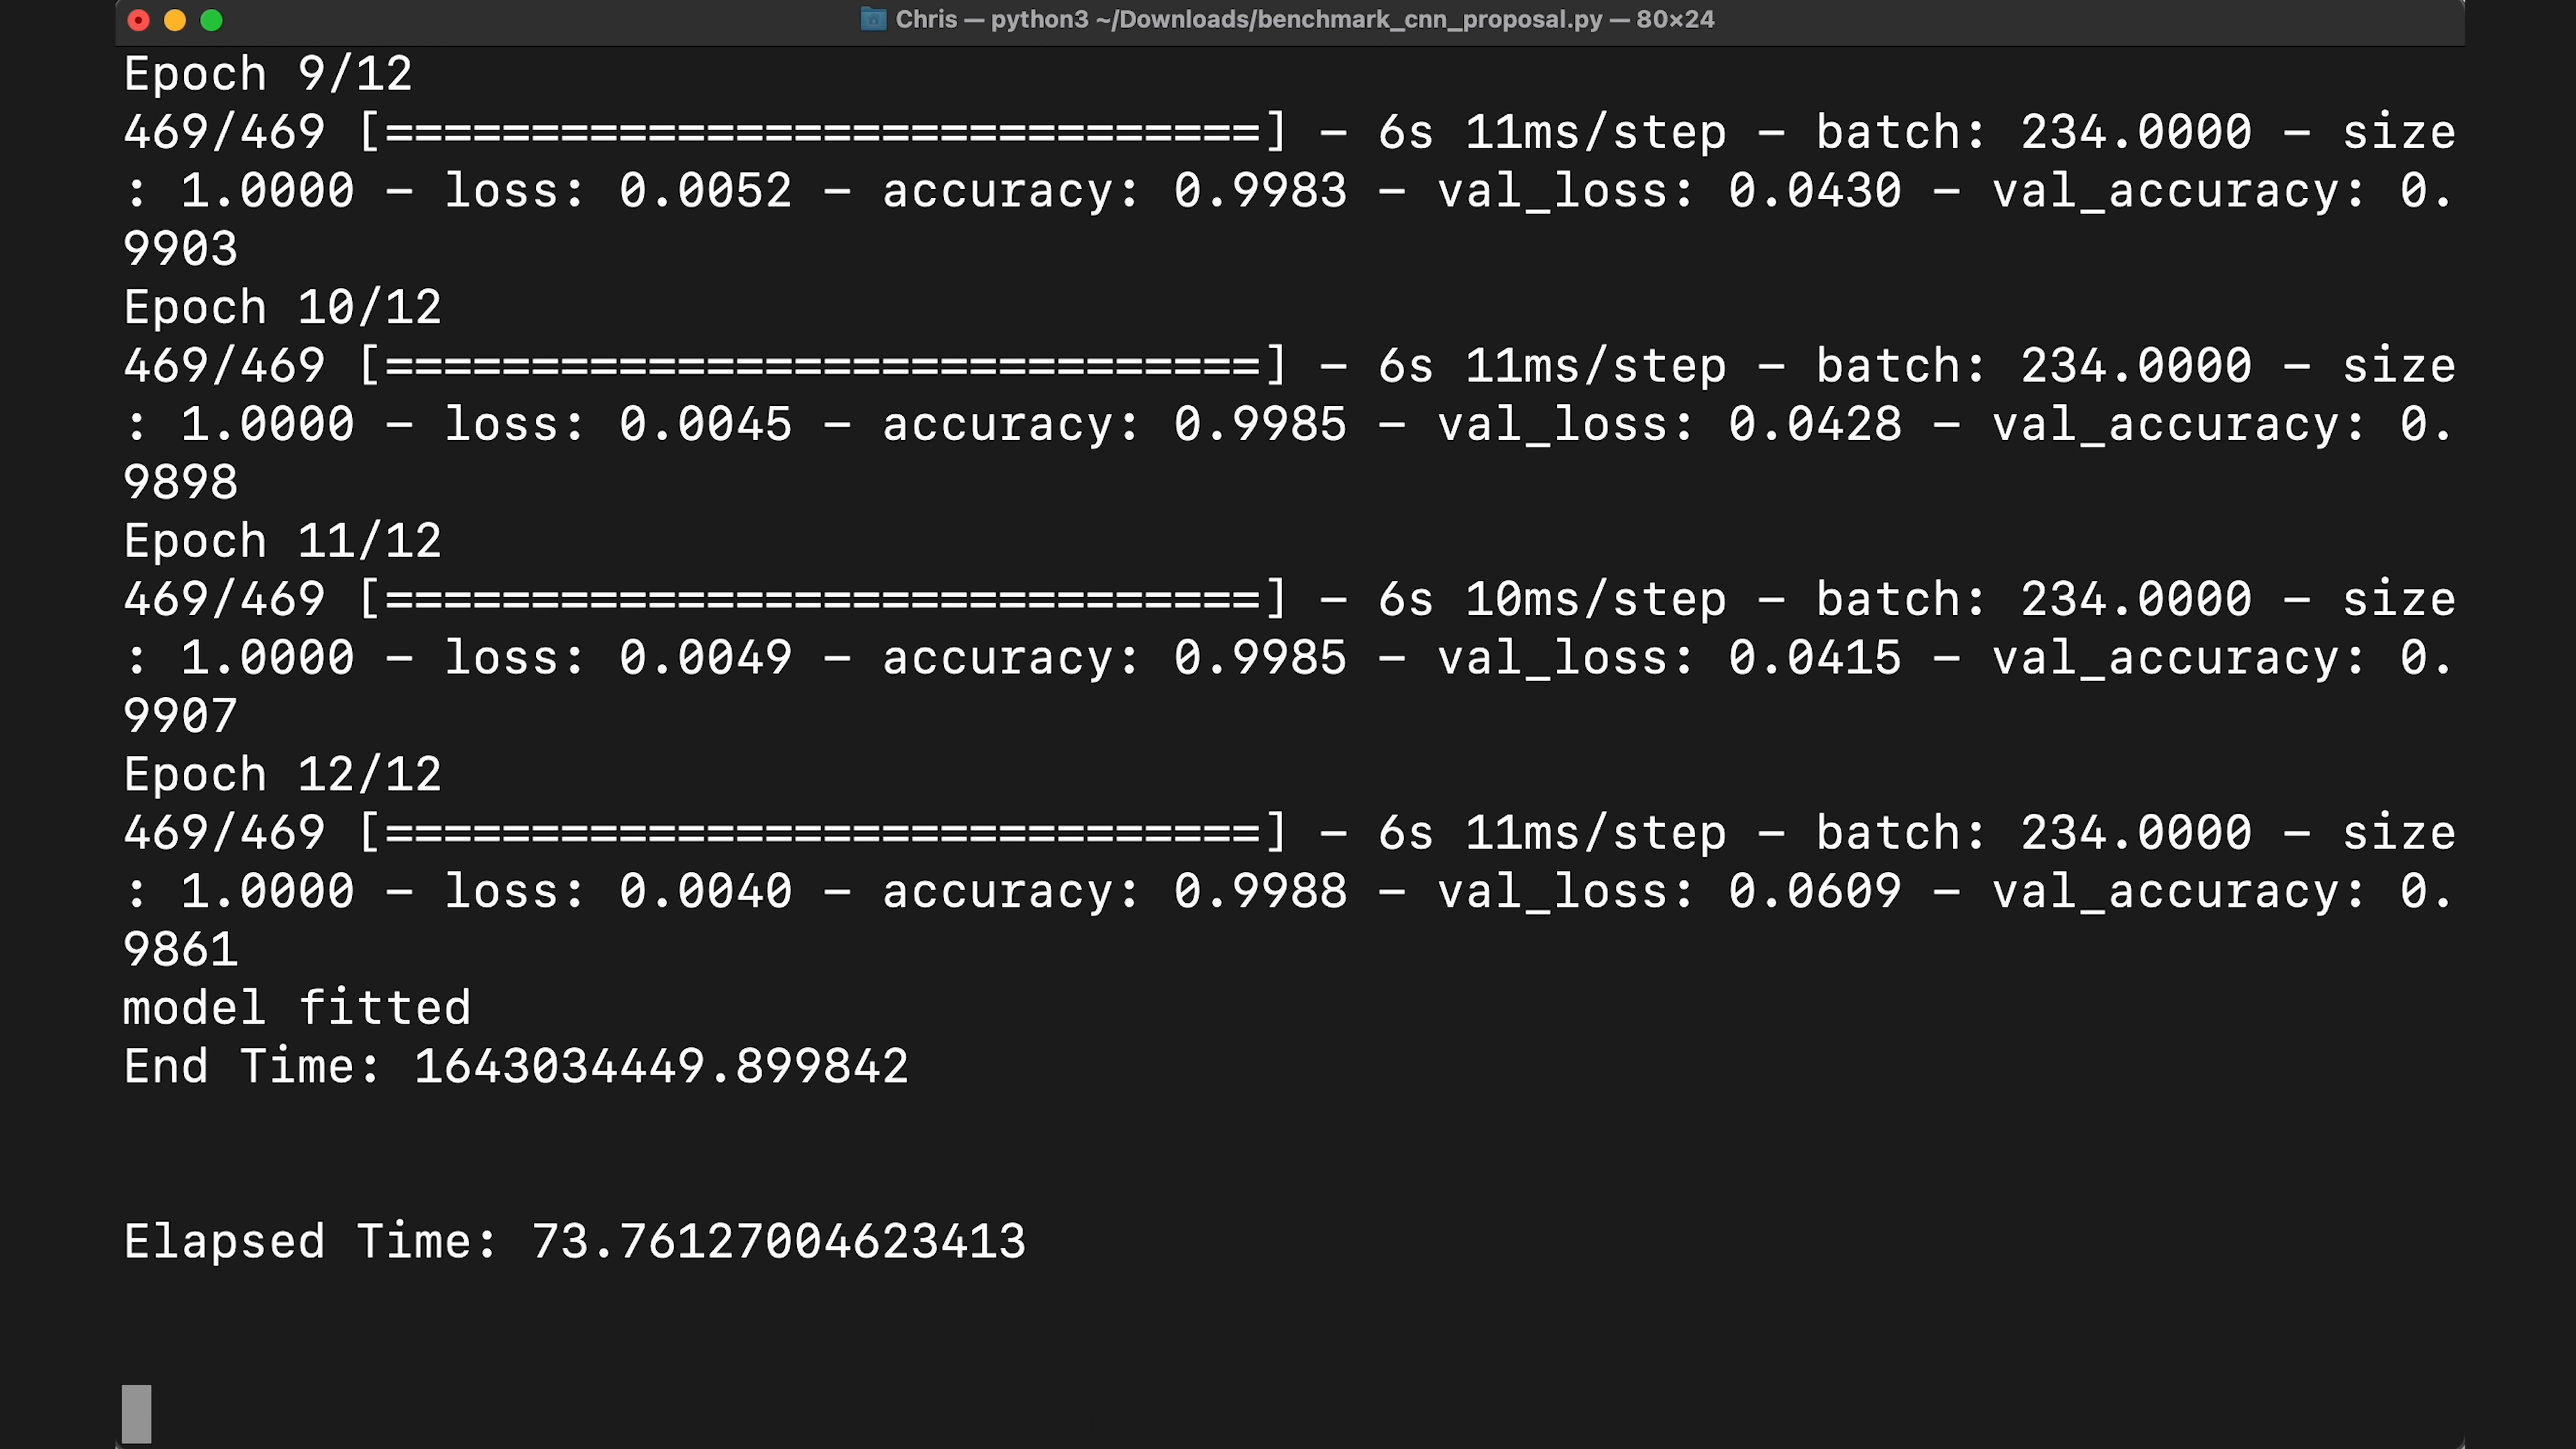 Chris — python3 ~/Downloads/benchmark_cnn_proposal.py — 80×24
Epoch 9/12
469/469 [==============================] - 6s 11ms/step - batch: 234.0000 - size
: 1.0000 - loss: 0.0052 - accuracy: 0.9983 - val_loss: 0.0430 - val_accuracy: 0.
9903
Epoch 10/12
469/469 [==============================] - 6s 11ms/step - batch: 234.0000 - size
: 1.0000 - loss: 0.0045 - accuracy: 0.9985 - val_loss: 0.0428 - val_accuracy: 0.
9898
Epoch 11/12
469/469 [==============================] - 6s 10ms/step - batch: 234.0000 - size
: 1.0000 - loss: 0.0049 - accuracy: 0.9985 - val_loss: 0.0415 - val_accuracy: 0.
9907
Epoch 12/12
469/469 [==============================] - 6s 11ms/step - batch: 234.0000 - size
: 1.0000 - loss: 0.0040 - accuracy: 0.9988 - val_loss: 0.0609 - val_accuracy: 0.
9861
model fitted
End Time: 1643034449.899842
Elapsed Time: 73.76127004623413